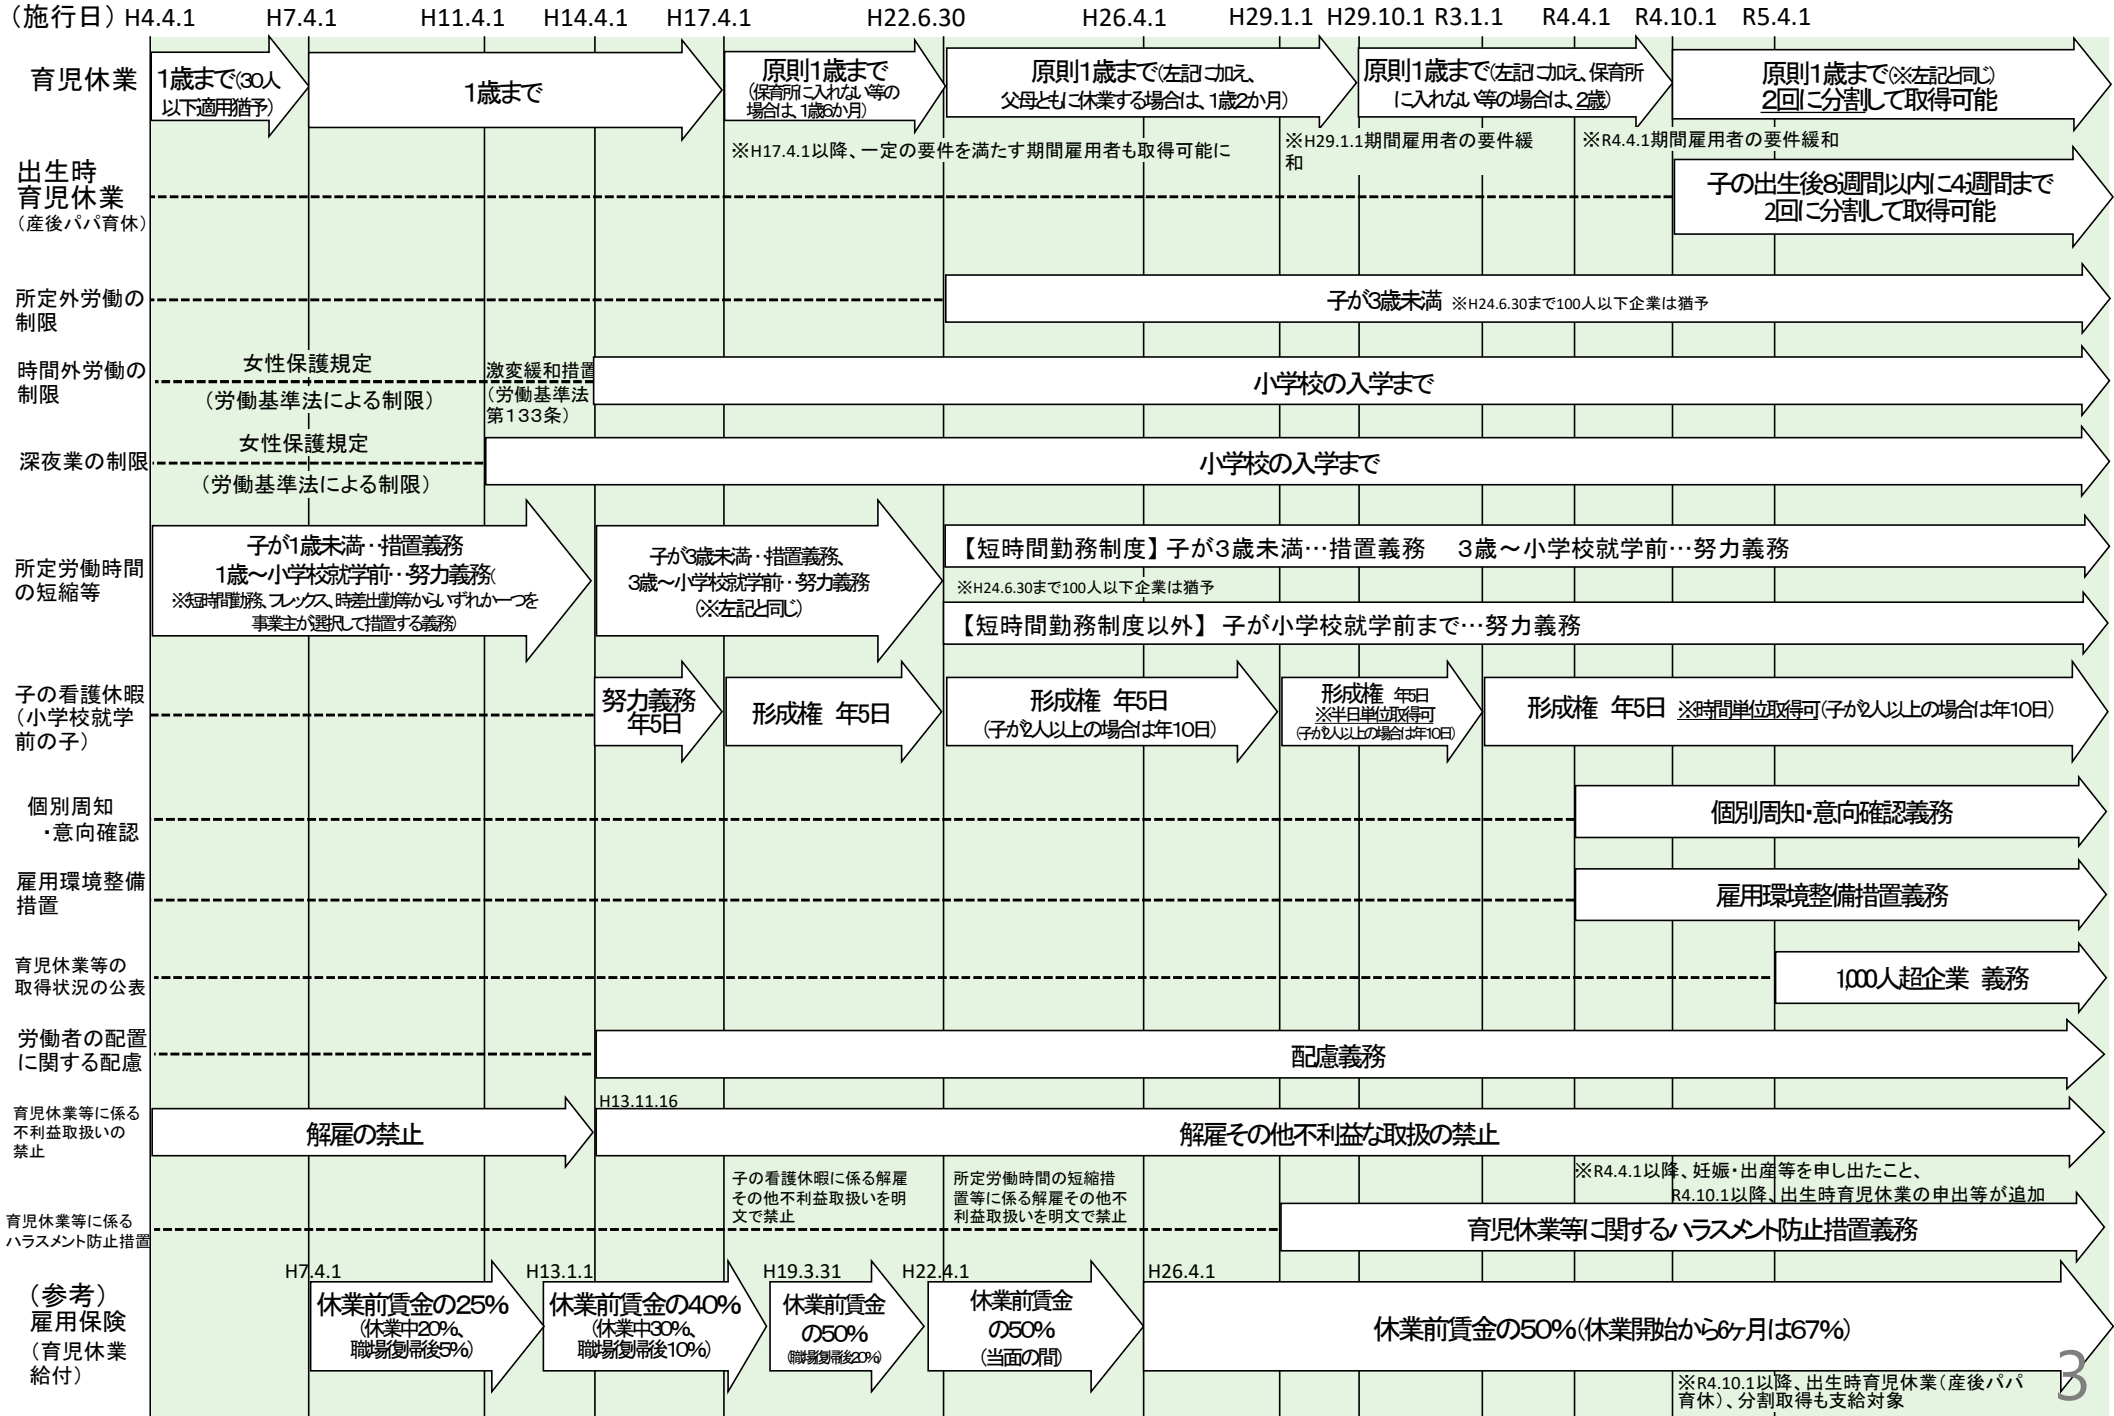 （施行日）H4.4.1 H7.4.1 H11.4.1 H14.4.1 H17.4.1 H22.6.30 H26.4.1 H29.1.1 H29.10.1 R3.1.1 R4.4.1 R4.10.1 R5.4.1
育児休業
1歳まで（30人
以下適用猶予）
1歳まで
原則1歳まで
（保育所に入れない等の
場合は、1歳6か月）
原則1歳まで（左記に加え、
父母ともに休業する場合は、1歳2か月）
原則1歳まで（左記に加え、保育所
に入れない等の場合は、2歳）
原則1歳まで（※左記と同じ）
2回に分割して取得可能
※H17.4.1以降、一定の要件を満たす期間雇用者も取得可能に
※H29.1.1期間雇用者の要件緩
和
※R4.4.1期間雇用者の要件緩和
出生時
育児休業
（産後パパ育休）
子の出生後8週間以内に4週間まで
2回に分割して取得可能
所定外労働の
制限
子が3歳未満 ※H24.6.30まで100人以下企業は猶予
時間外労働の
制限
女性保護規定
（労働基準法による制限）
激変緩和措置
（労働基準法
第133条）
小学校の入学まで
深夜業の制限
女性保護規定
（労働基準法による制限）
小学校の入学まで
所定労働時間
の短縮等
子が1歳未満‥措置義務
1歳～小学校就学前‥努力義務（
※短時間勤務、フレックス、時差出勤等からいずれか一つを
事業主が選択して措置する義務）
子が3歳未満‥措置義務、
3歳～小学校就学前‥努力義務
（※左記と同じ）
【短時間勤務制度】子が3歳未満…措置義務 3歳～小学校就学前…努力義務
※H24.6.30まで100人以下企業は猶予
【短時間勤務制度以外】 子が小学校就学前まで…努力義務
子の看護休暇
（小学校就学
前の子）
努力義務
年5日
形成権 年5日
形成権 年5日
（子が2人以上の場合は年10日）
形成権 年5日
※半日単位取得可
（子が2人以上の場合は年10日）
形成権 年5日 ※時間単位取得可（子が2人以上の場合は年10日）
個別周知
・意向確認
個別周知・意向確認義務
雇用環境整備
措置
雇用環境整備措置義務
育児休業等の
取得状況の公表
1,000人超企業 義務
労働者の配置
に関する配慮
配慮義務
育児休業等に係る
不利益取扱いの
禁止
解雇の禁止
H13.11.16
解雇その他不利益な取扱の禁止
子の看護休暇に係る解雇
その他不利益取扱いを明
文で禁止
所定労働時間の短縮措
置等に係る解雇その他不
利益取扱いを明文で禁止
※R4.4.1以降、妊娠・出産等を申し出たこと、
R4.10.1以降、出生時育児休業の申出等が追加
育児休業等に係る
ハラスメント防止措置
育児休業等に関するハラスメント防止措置義務
（参考）
雇用保険
（育児休業
給付）
H7.4.1
休業前賃金の25%
（休業中20%、
職場復帰後5%）
H13.1.1
休業前賃金の40%
（休業中30%、
職場復帰後10%）
H19.3.31
休業前賃金
の50%
（職場復帰後20%）
H22.4.1
休業前賃金
の50%
（当面の間）
H26.4.1
休業前賃金の50%（休業開始から6ヶ月は67%）
※R4.10.1以降、出生時育児休業（産後パパ
育休）、分割取得も支給対象
3